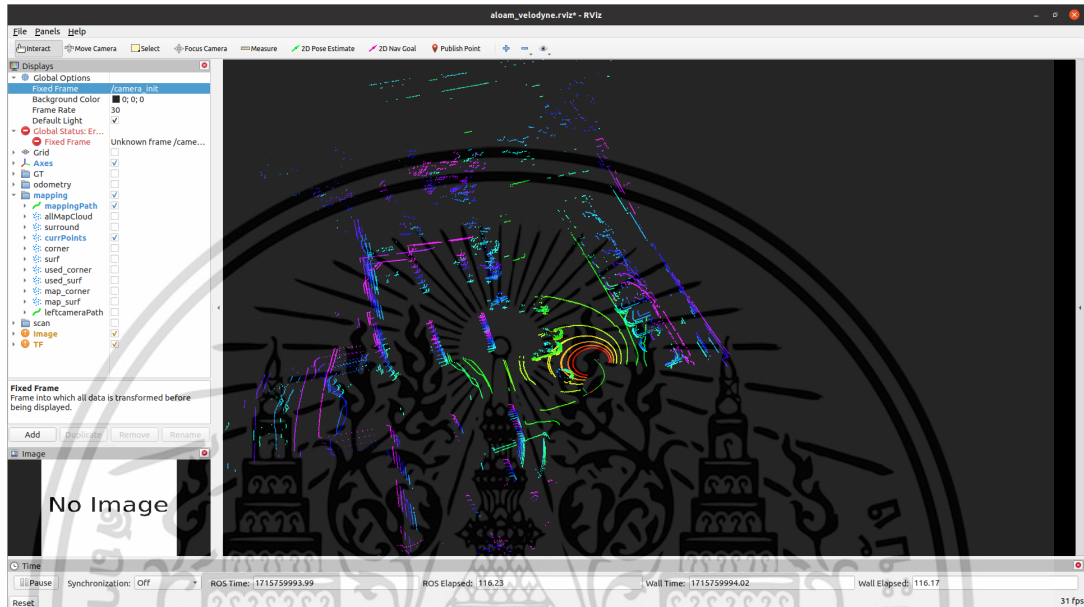 aloam_velodyne.rviz* - RViz
File Panels Help
Interact Move Camera Select Focus Camera Measure 2D Pose Estimate 2D Nav Goal Publish Point
Displays
Global Options
Fixed Frame /camera_init
Background Color 0; 0; 0
Frame Rate 30
Default Light
Global Status: Er...
Fixed Frame Unknown frame /came...
Grid
Axes
GT
odometry
mapping
mappingPath
allMapCloud
surround
currPoints
corner
surf
used_corner
used_surf
map_corner
map_surf
leftcameraPath
scan
Image
TF
Fixed Frame
Frame into which all data is transformed before
being displayed.
Add Duplicate Remove Rename
Image
No Image
Time
Pause Synchronization: Off ROS Time: 1715759993.99 ROS Elapsed: 116.23 Wall Time: 1715759994.02 Wall Elapsed: 116.17
Reset 31 fps